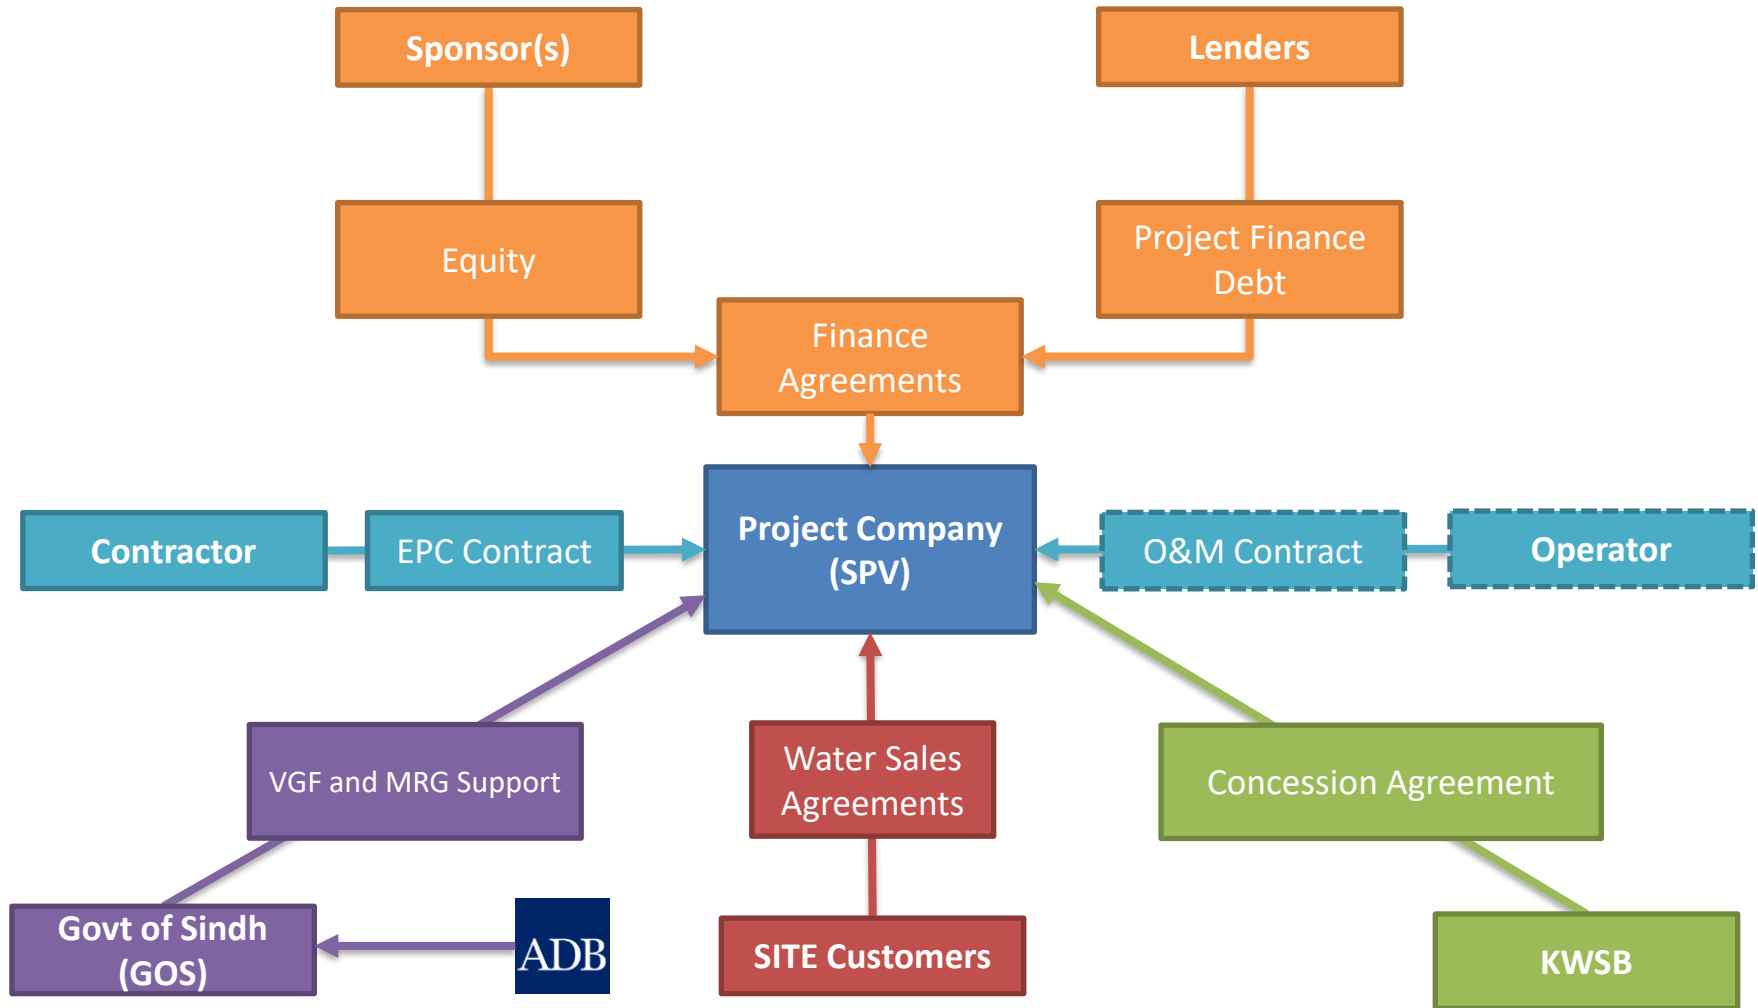 Sponsor(s)
Lenders
Equity
Project Finance
Debt
Finance
Agreements
Contractor
EPC Contract
Project Company
(SPV)
O&M Contract
Operator
VGF and MRG Support
Water Sales
Agreements
Concession Agreement
Govt of Sindh
(GOS)
ADB
SITE Customers
KWSB